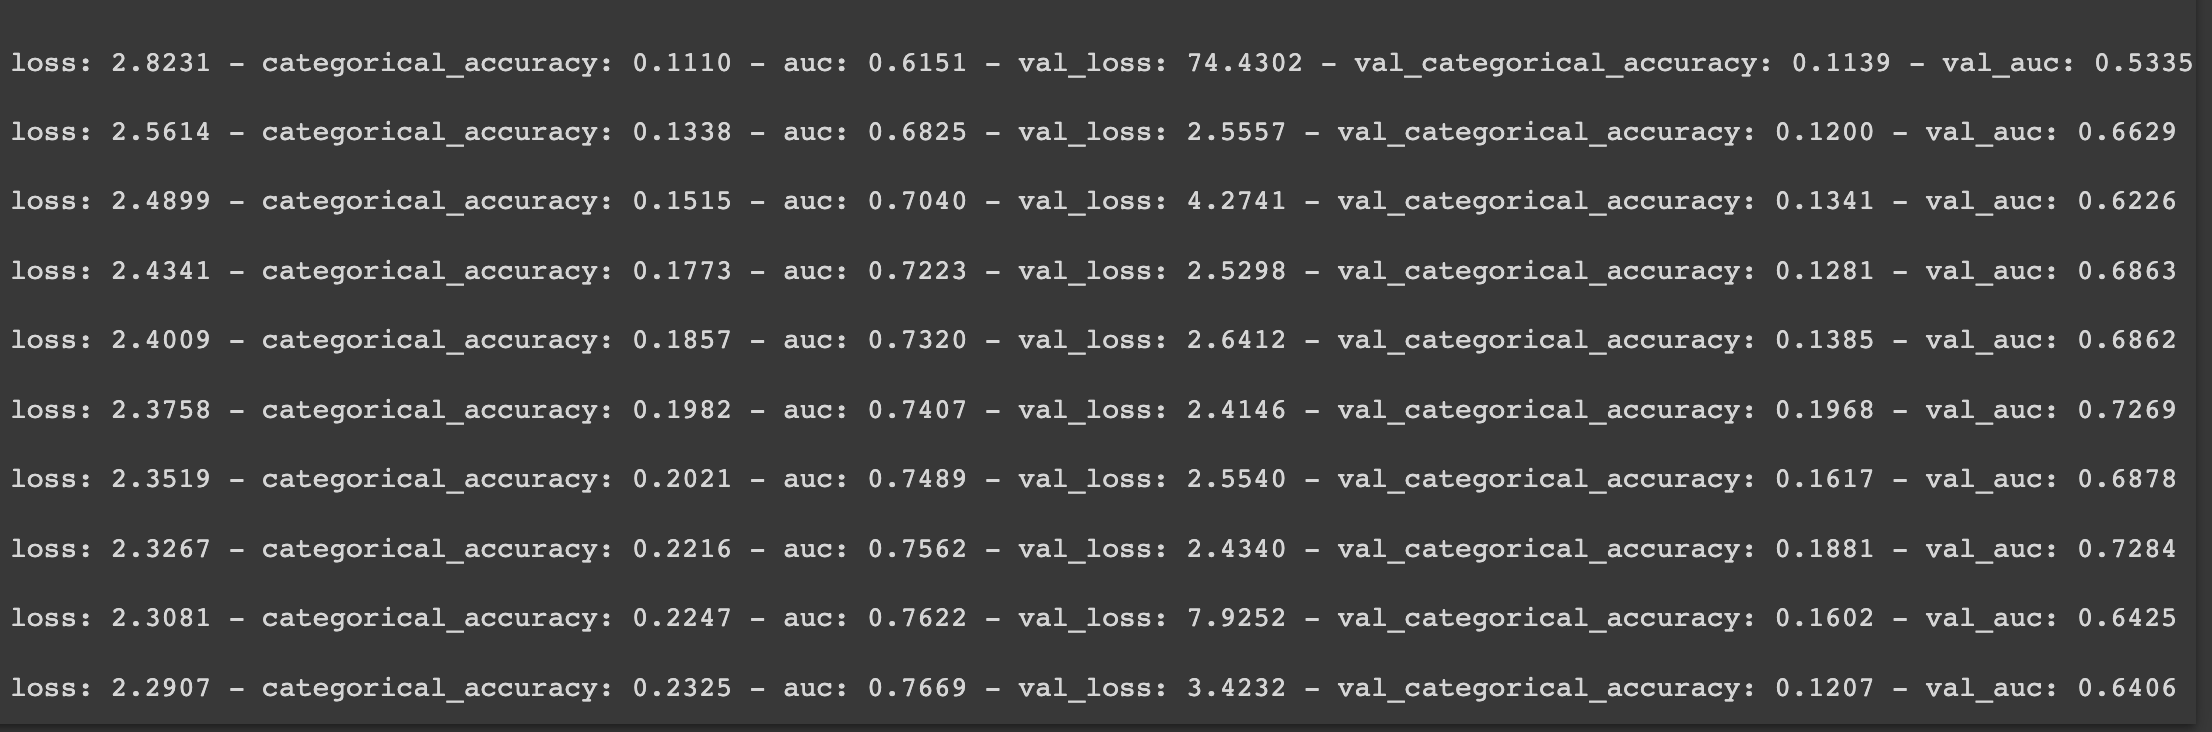 loss: 2.8231 - categorical_accuracy: 0.1110 - auc: 0.6151 - val_loss: 74.4302 - val_categorical_accuracy: 0.1139 - val_auc: 0.5335
loss: 2.5614 - categorical_accuracy: 0.1338 - auc: 0.6825 - val_loss: 2.5557 - val_categorical_accuracy: 0.1200 - val_auc: 0.6629
loss: 2.4899 - categorical_accuracy: 0.1515 - auc: 0.7040 - val_loss: 4.2741 - val_categorical_accuracy: 0.1341 - val_auc: 0.6226
loss: 2.4341 - categorical_accuracy: 0.1773 - auc: 0.7223 - val_loss: 2.5298 - val_categorical_accuracy: 0.1281 - val_auc: 0.6863
loss: 2.4009 - categorical_accuracy: 0.1857 - auc: 0.7320 - val_loss: 2.6412 - val_categorical_accuracy: 0.1385 - val_auc: 0.6862
loss: 2.3758 - categorical_accuracy: 0.1982 - auc: 0.7407 - val_loss: 2.4146 - val_categorical_accuracy: 0.1968 - val_auc: 0.7269
loss: 2.3519 - categorical_accuracy: 0.2021 - auc: 0.7489 - val_loss: 2.5540 - val_categorical_accuracy: 0.1617 - val_auc: 0.6878
loss: 2.3267 - categorical_accuracy: 0.2216 - auc: 0.7562 - val_loss: 2.4340 - val_categorical_accuracy: 0.1881 - val_auc: 0.7284
loss: 2.3081 - categorical_accuracy: 0.2247 - auc: 0.7622 - val_loss: 7.9252 - val_categorical_accuracy: 0.1602 - val_auc: 0.6425
loss: 2.2907 - categorical_accuracy: 0.2325 - auc: 0.7669 - val_loss: 3.4232 - val_categorical_accuracy: 0.1207 - val_auc: 0.6406